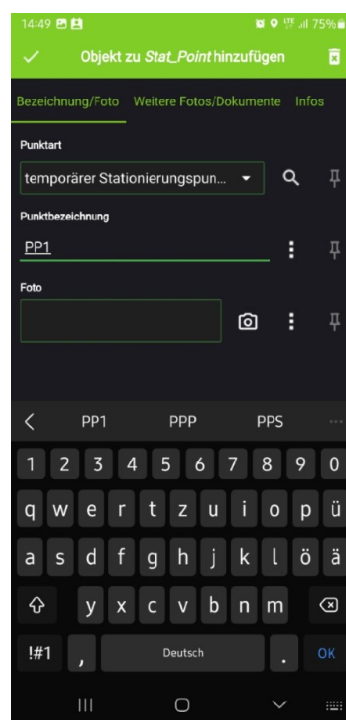 14:49 LTE 75%
Objekt zu Stat_Point hinzufügen
Bezeichnung/Foto Weitere Fotos/Dokumente Infos
Punktart
temporärer Stationierungspun...
Punktbezeichnung
PP1
Foto
PP1 PPP PPS ...
1 2 3 4 5 6 7 8 9 0
q w e r t z u i o p ü
a s d f g h j k l ö ä
y x c v b n m
!#1 , Deutsch . OK